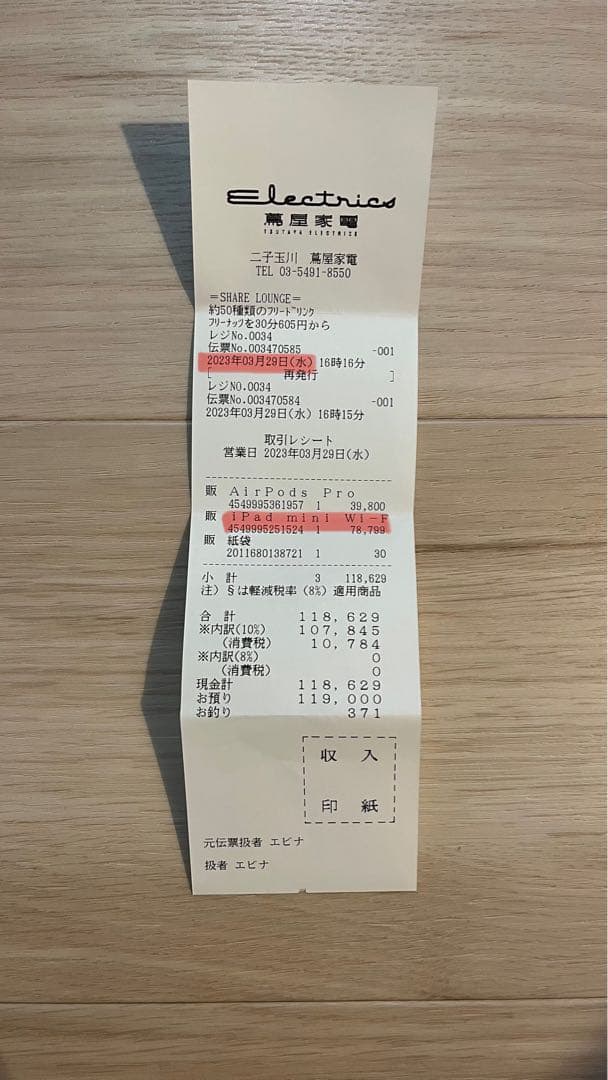 Electrics
蔦屋家電
TSUTAYA ELECTRICS
二子玉川　蔦屋家電
TEL 03-5491-8550
=SHARE LOUNGE=
約50種類のﾌﾘｰﾄﾞﾘﾝｸ
ﾌﾘｰﾅｯﾂを30分605円から
レジNo.0034
伝票No.003470585 -001
2023年03月29日(水) 16時16分
[ 再発行 ]
レジNO.0034
伝票No.003470584 -001
2023年03月29日(水) 16時15分
取引レシート
営業日 2023年03月29日(水)
販 ＡｉｒＰｏｄｓ Ｐｒｏ
4549995361957 1 39,800
販 ｉＰａｄ ｍｉｎｉ Ｗｉ－Ｆ
4549995251524 1 78,799
販 紙袋
2011680138721 1 30
小 計 3 118,629
注）§は軽減税率（8%）適用商品
合 計 １１８，６２９
※内訳(10%) １０７，８４５
(消費税) １０，７８４
※内訳(8%) ０
(消費税) ０
現金計 １１８，６２９
お預り １１９，０００
お釣り ３７１
収 入
印 紙
元伝票扱者 エビナ
扱者 エビナ